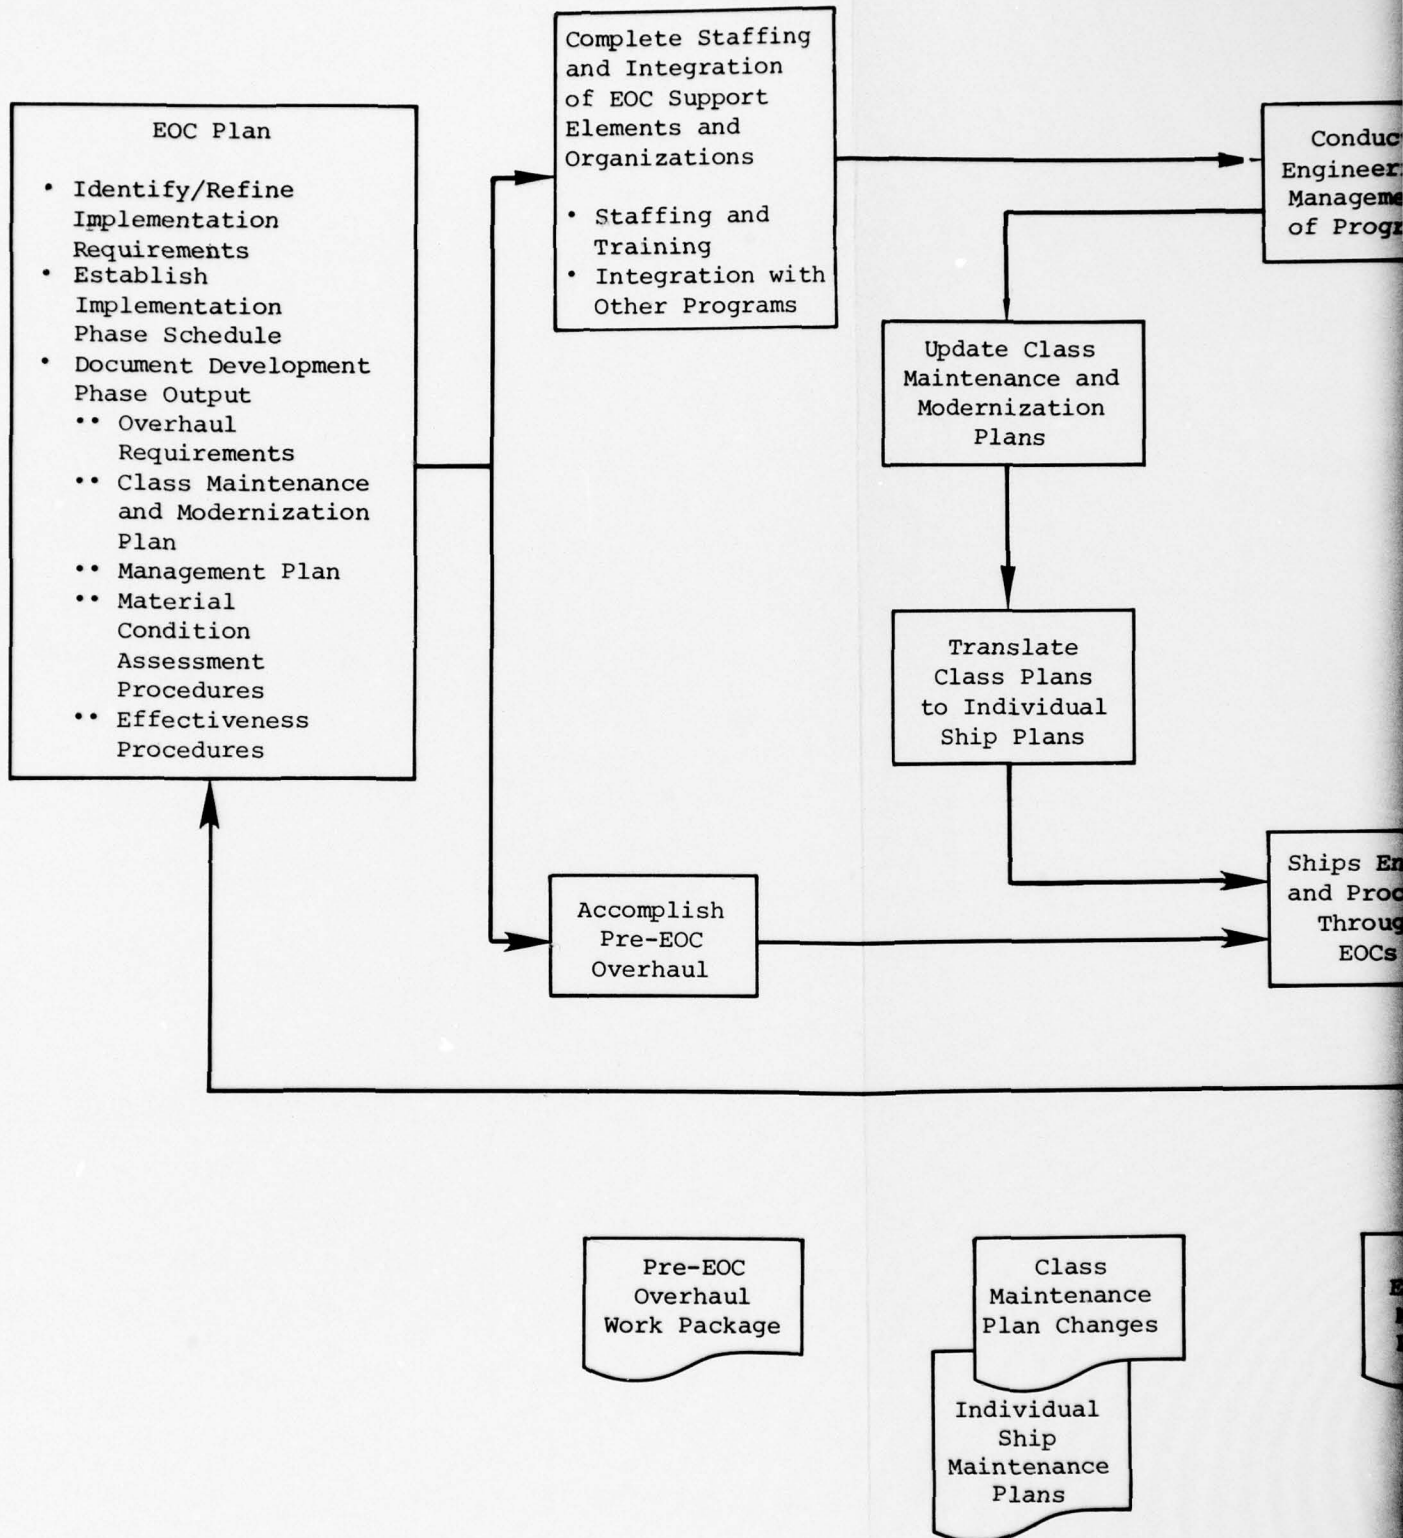 EOC Plan
• Identify/Refine
Implementation
Requirements
• Establish
Implementation
Phase Schedule
• Document Development
Phase Output
•• Overhaul
Requirements
•• Class Maintenance
and Modernization
Plan
•• Management Plan
•• Material
Condition
Assessment
Procedures
•• Effectiveness
Procedures
Complete Staffing
and Integration
of EOC Support
Elements and
Organizations
• Staffing and
Training
• Integration with
Other Programs
Accomplish
Pre-EOC
Overhaul
of
Update Class
Maintenance and
Modernization
Plans
Translate
Class Plans
to Individual
Ship Plans
Ships
and
EOCs
Pre-EOC
Overhaul
Work Package
Class
Maintenance
Plan Changes
Individual
Ship
Maintenance
Plans